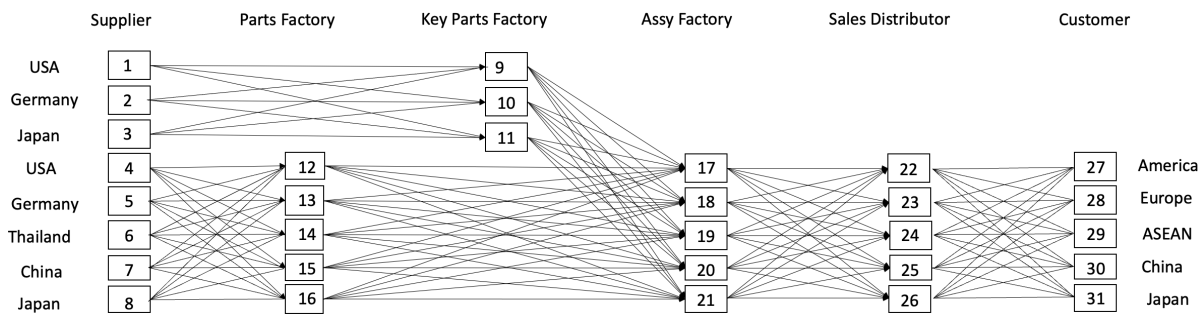 Supplier Parts Factory Key Parts Factory Assy Factory Sales Distributor Customer
USA 1 9
Germany 2 10
Japan 3 11
USA 4 12 17 22 27 America
Germany 5 13 18 23 28 Europe
Thailand 6 14 19 24 29 ASEAN
China 7 15 20 25 30 China
Japan 8 16 21 26 31 Japan